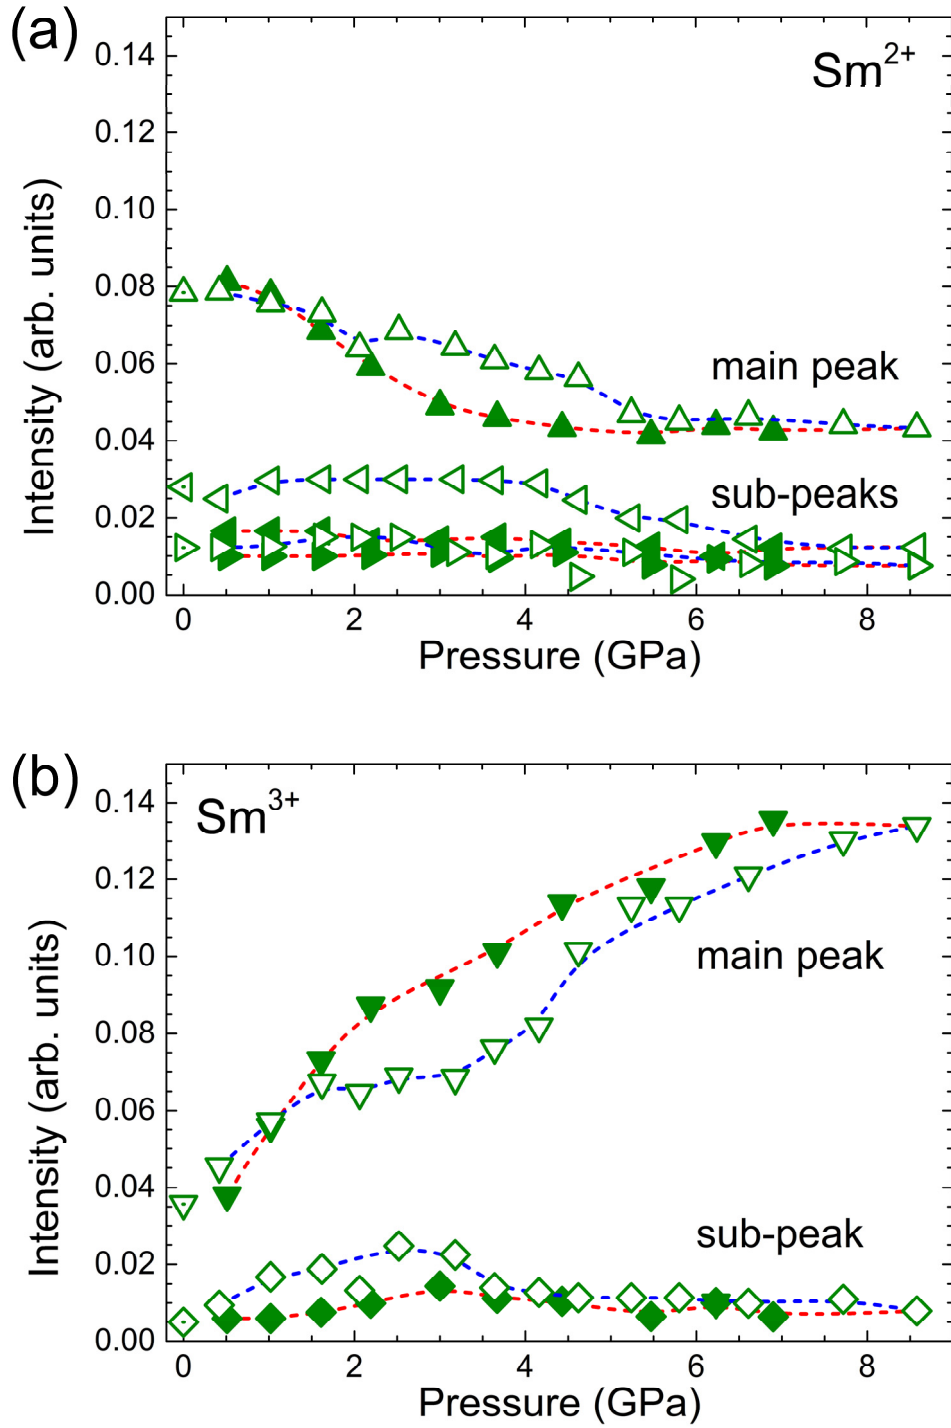 (a)
Sm2+
0.14
0.12
0.10
0.08
0.06
0.04
0.02
0.00
Intensity (arb. units)
main peak
sub-peaks
0 2 4 6 8
Pressure (GPa)
(b)
Sm3+
0.14
0.12
0.10
0.08
0.06
0.04
0.02
0.00
Intensity (arb. units)
main peak
sub-peak
0 2 4 6 8
Pressure (GPa)